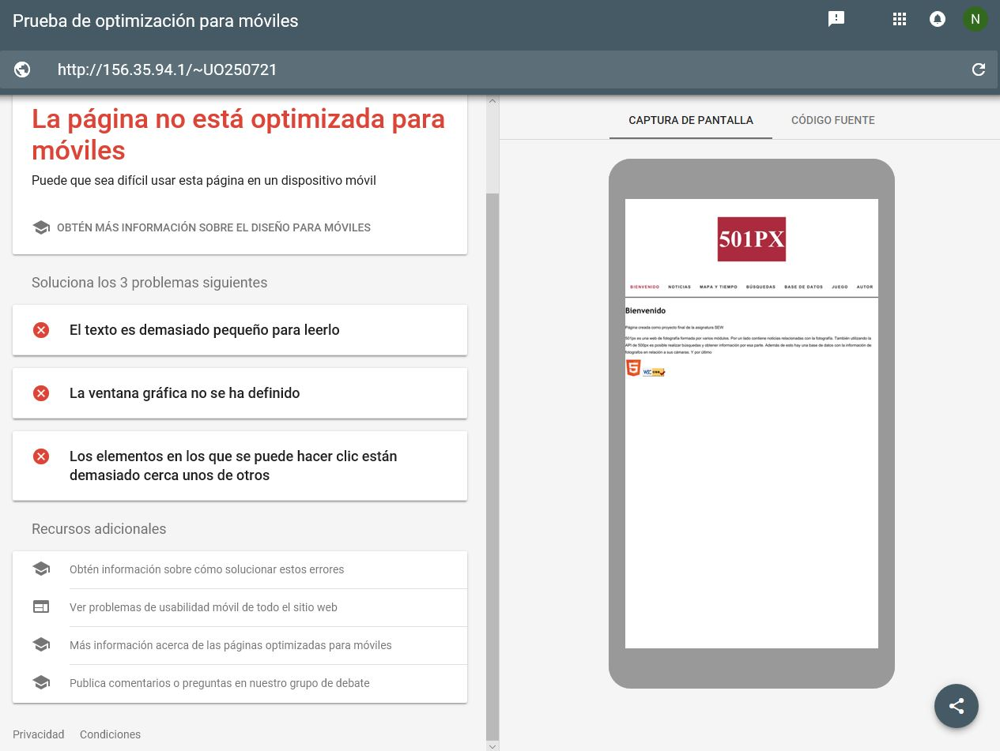 Prueba de optimización para móviles
N
http://156.35.94.1/~UO250721
La página no está optimizada para
móviles
Puede que sea difícil usar esta página en un dispositivo móvil
OBTÉN MÁS INFORMACIÓN SOBRE EL DISEÑO PARA MÓVILES
Soluciona los 3 problemas siguientes
El texto es demasiado pequeño para leerlo
La ventana gráfica no se ha definido
Los elementos en los que se puede hacer clic están
demasiado cerca unos de otros
Recursos adicionales
Obtén información sobre cómo solucionar estos errores
Ver problemas de usabilidad móvil de todo el sitio web
Más información acerca de las páginas optimizadas para móviles
Publica comentarios o preguntas en nuestro grupo de debate
Privacidad Condiciones
CAPTURA DE PANTALLA CÓDIGO FUENTE
501PX
BIENVENIDO NOTICIAS MAPA Y TIEMPO BÚSQUEDAS BASE DE DATOS JUEGO AUTOR
Bienvenido
Página creada como proyecto final de la asignatura SEW
501px es una web de fotografía formada por varios módulos. Por un lado contiene noticias relacionadas con la fotografía. También utilizando la
API de 500px es posible realizar búsquedas y obtener información por esa parte. Además de esto hay una base de datos con la información de
fotografos en relación a sus cámaras. Y por último
5 W3C